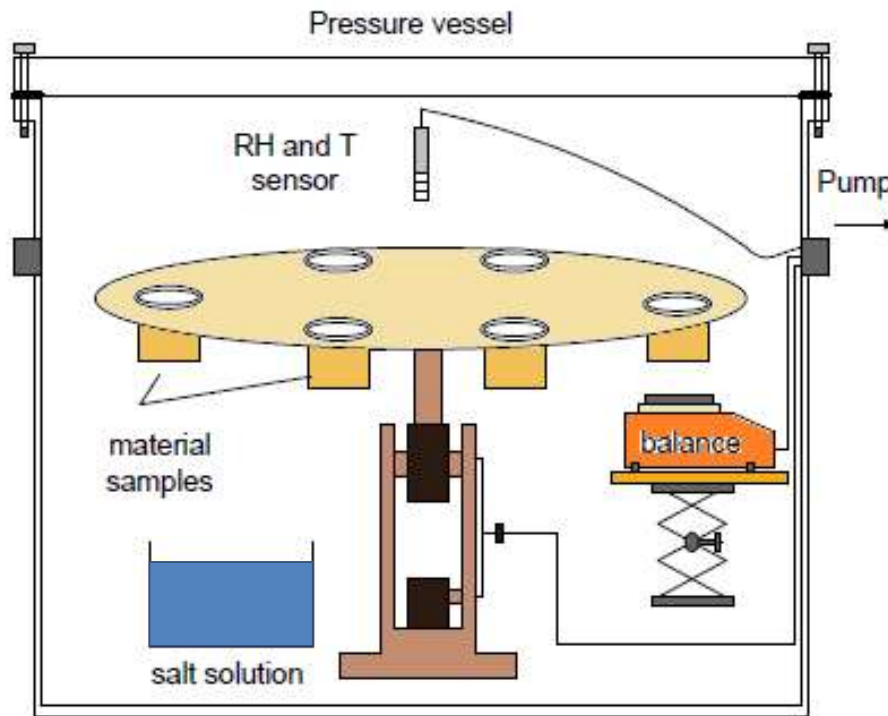 Pressure vessel
RH and T
sensor
Pump
material
samples
balance
salt solution